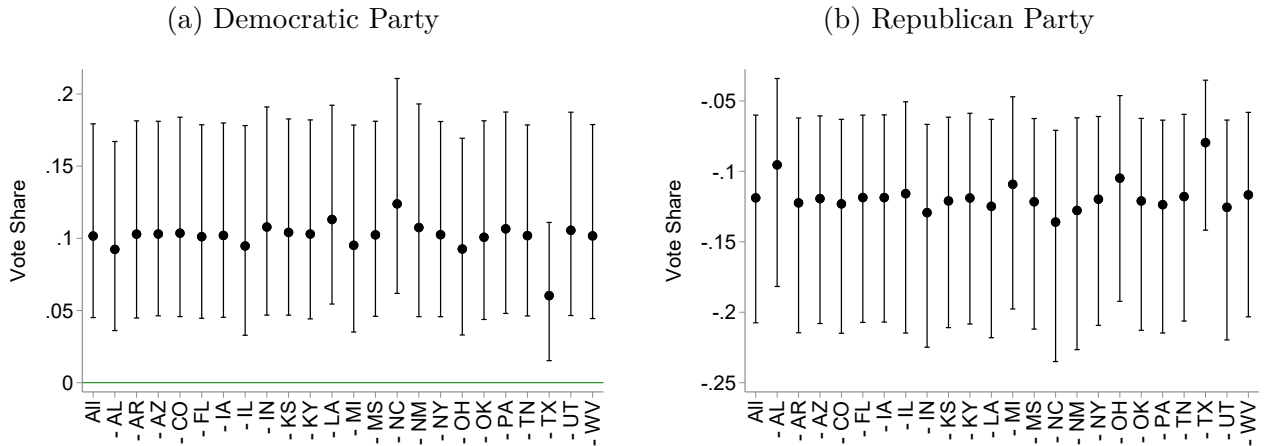 (a) Democratic Party
Vote Share
.2
.15
.1
.05
0
All
- AL
- AR
- AZ
- CO
- FL
- IA
- IL
- IN
- KS
- KY
- LA
- MI
- MS
- NC
- NM
- NY
- OH
- OK
- PA
- TN
- TX
- UT
- WV
(b) Republican Party
Vote Share
-.05
-.1
-.15
-.2
-.25
All
- AL
- AR
- AZ
- CO
- FL
- IA
- IL
- IN
- KS
- KY
- LA
- MI
- MS
- NC
- NM
- NY
- OH
- OK
- PA
- TN
- TX
- UT
- WV